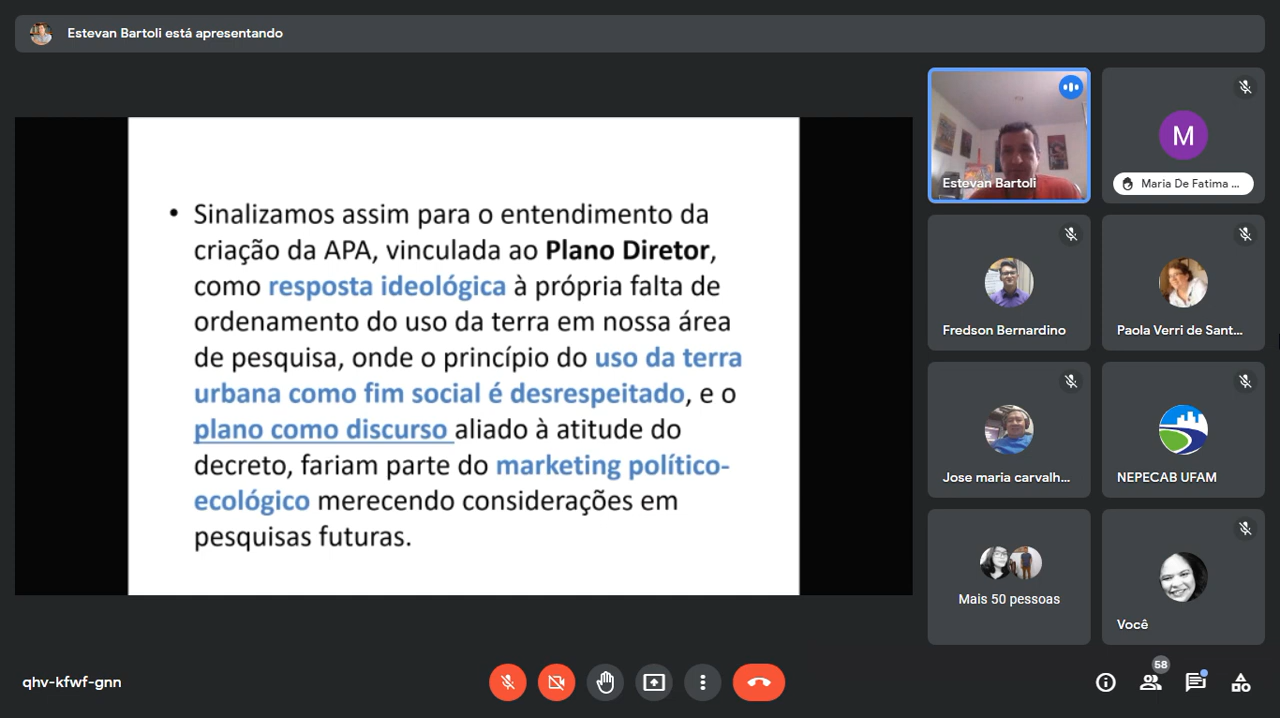 Estevan Bartoli está apresentando
• Sinalizamos assim para o entendimento da
criação da APA, vinculada ao Plano Diretor,
como resposta ideológica à própria falta de
ordenamento do uso da terra em nossa área
de pesquisa, onde o princípio do uso da terra
urbana como fim social é desrespeitado, e o
plano como discurso aliado à atitude do
decreto, fariam parte do marketing político-
ecológico merecendo considerações em
pesquisas futuras.
Estevan Bartoli
M
Maria De Fatima ...
Fredson Bernardino
Paola Verri de Sant...
Jose maria carvalh...
NEPECAB UFAM
Mais 50 pessoas
Você
qhv-kfwf-gnn
58